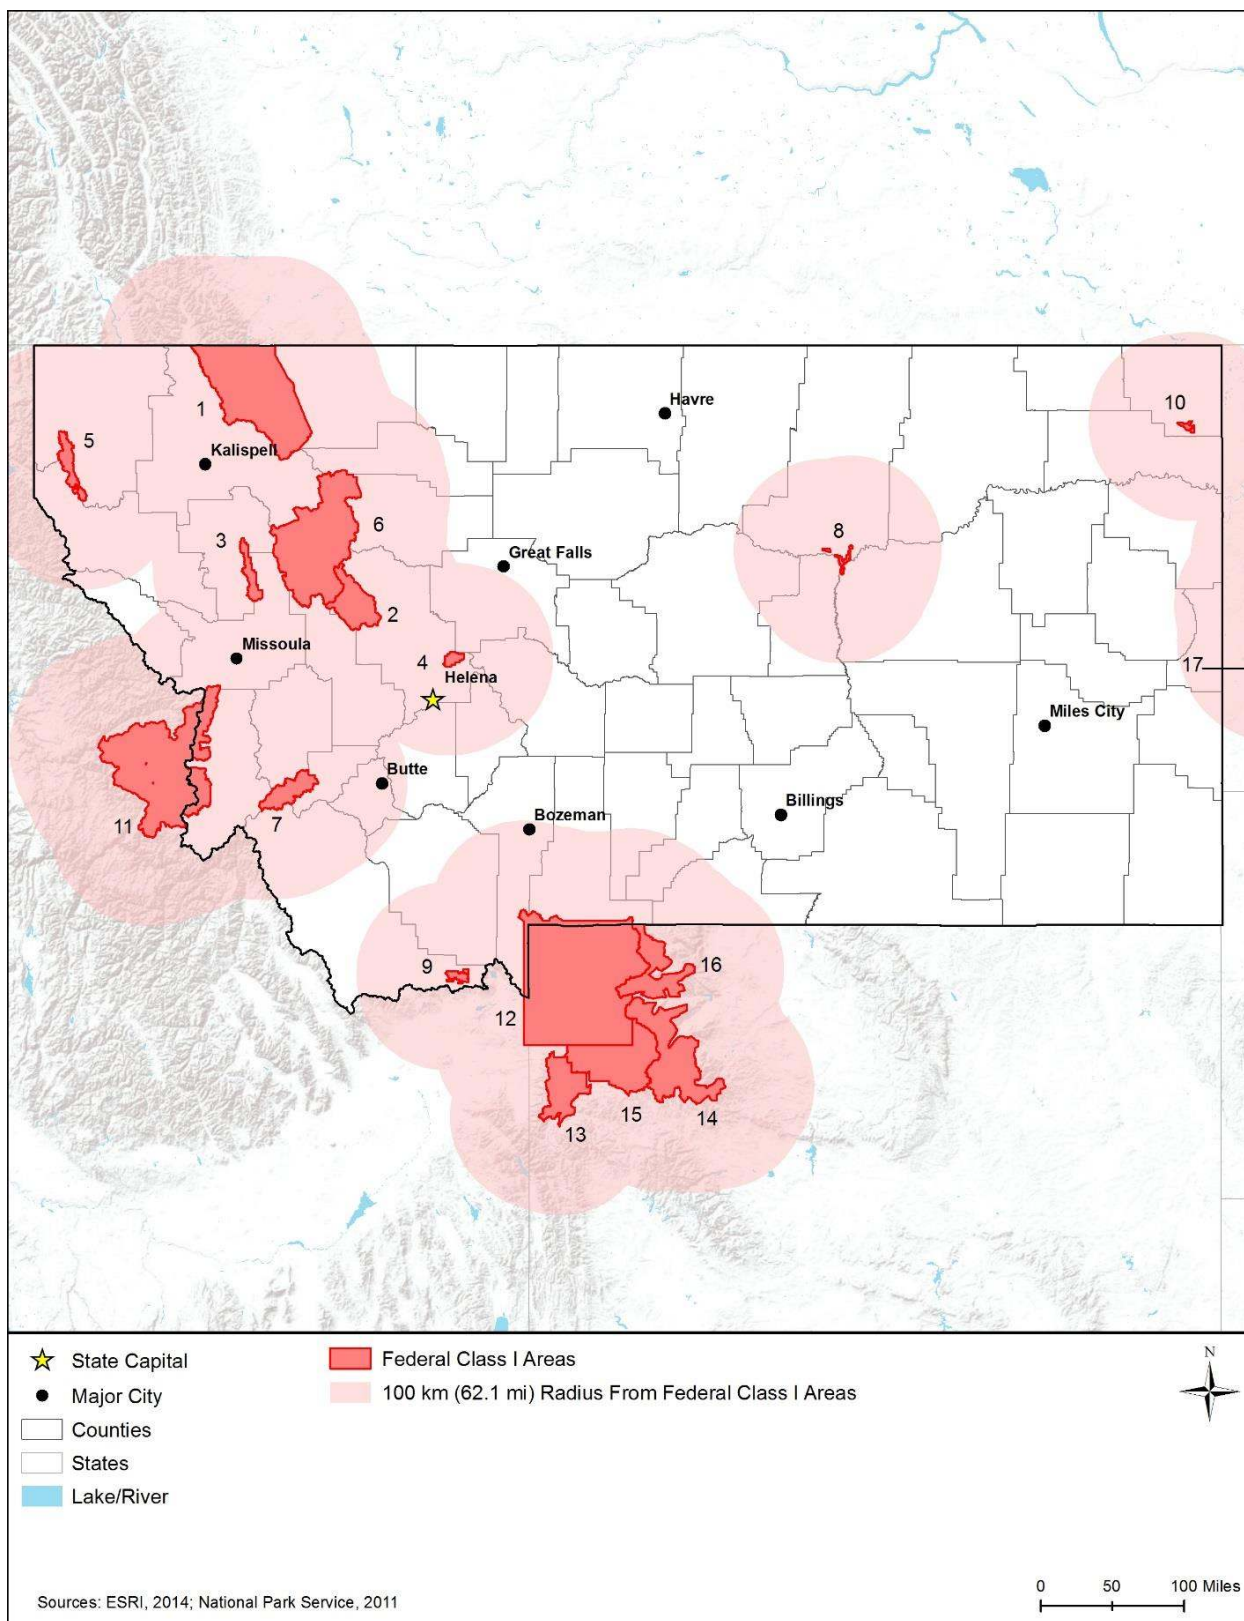 Havre
10
1
5
Kalispell
8
6
3
Great Falls
2
Missoula
4
Helena
17
Miles City
Butte
Billings
Bozeman
11
7
9
16
12
15
14
13
State Capital
Major City
Counties
States
Lake/River
Federal Class I Areas
100 km (62.1 mi) Radius From Federal Class I Areas
N
Sources: ESRI, 2014; National Park Service, 2011
0 50 100 Miles